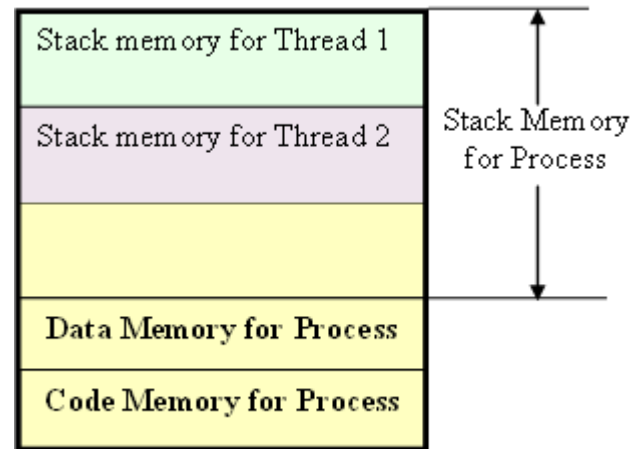 Stack memory for Thread 1
Stack memory for Thread 2
Stack Memory
for Process
Data Memory for Process
Code Memory for Process